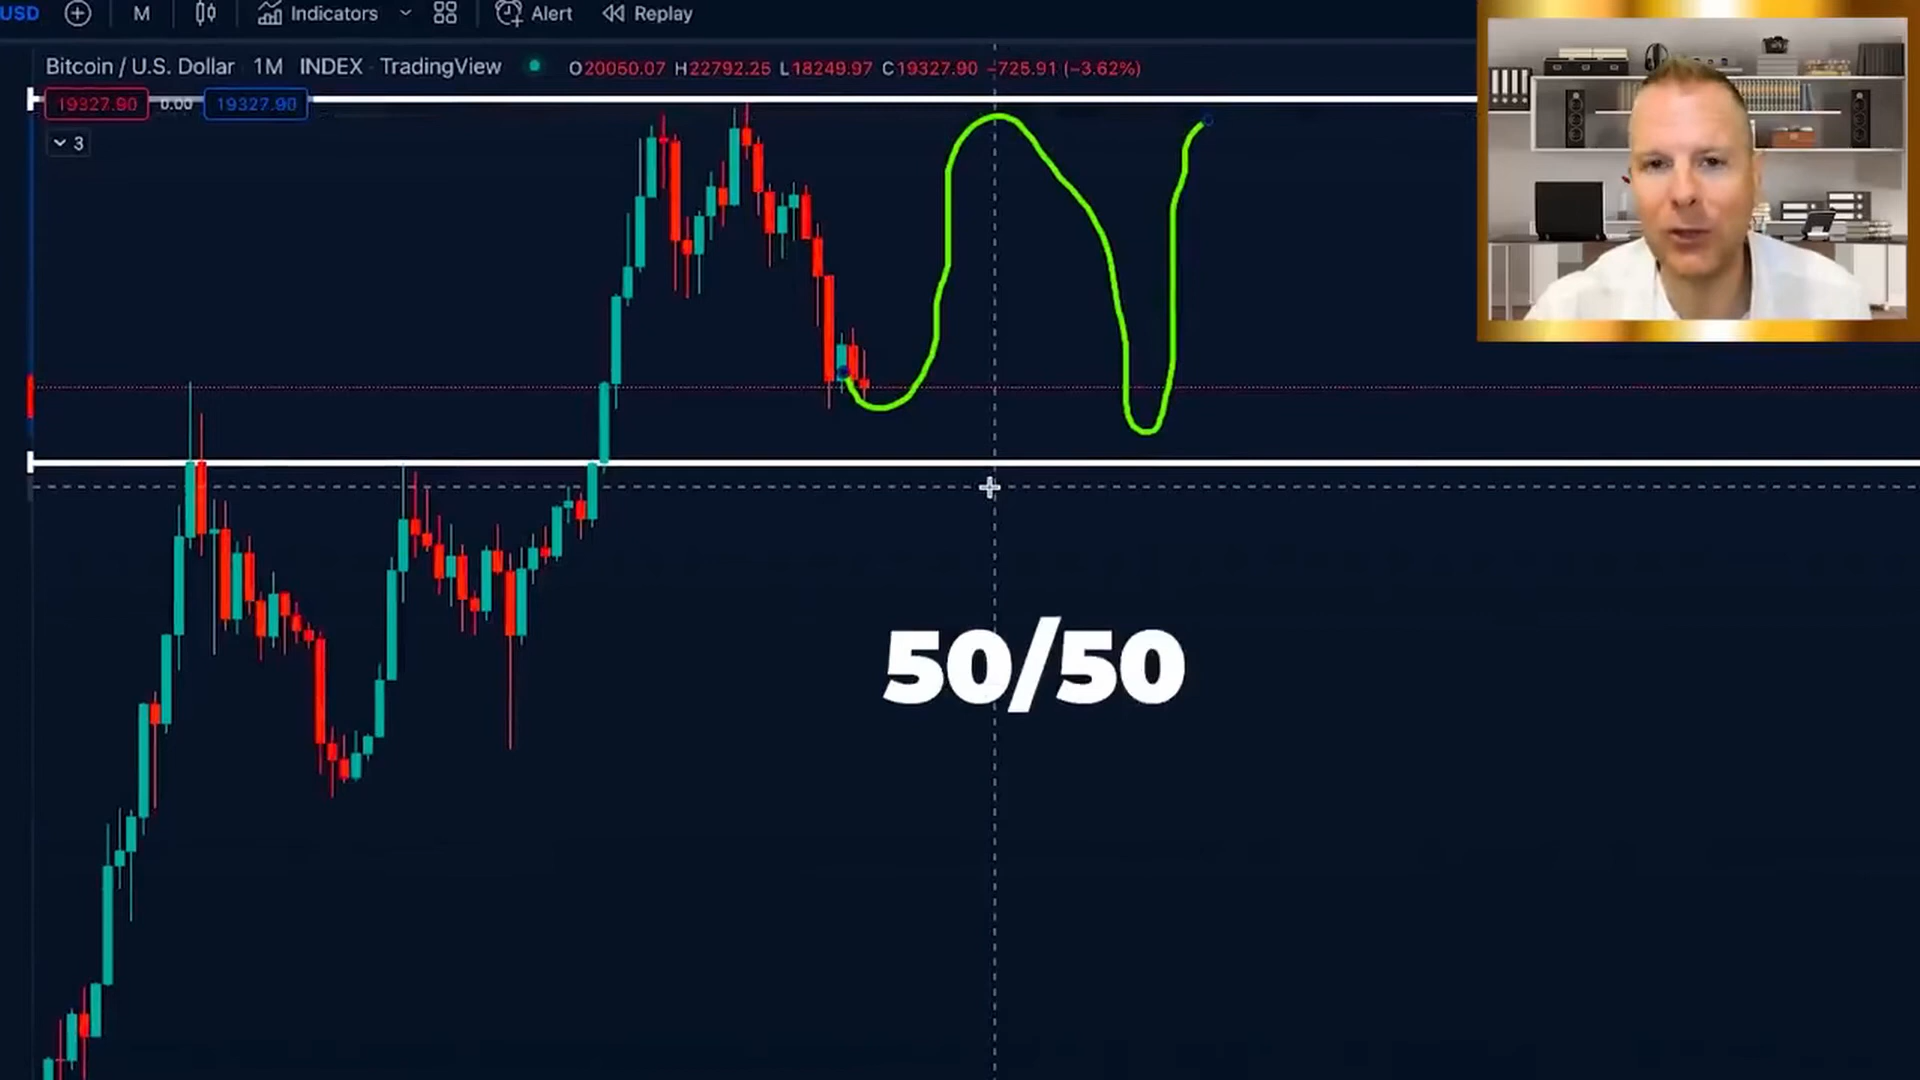 USD M Indicators Alert Replay
Bitcoin / U.S. Dollar 1M INDEX TradingView O20050.07 H22792.25 L18249.97 C19327.90 −725.91 (−3.62%)
19327.90 0.00 19327.90
3
50/50